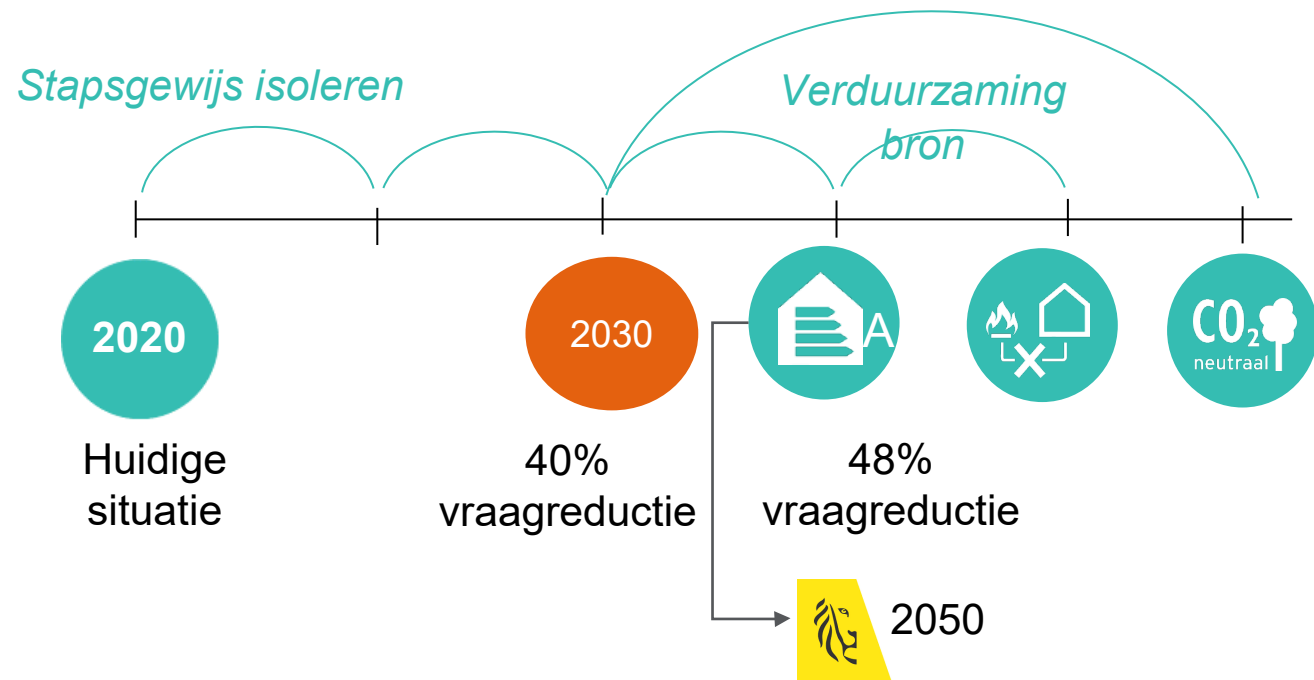 Stapsgewijs isoleren
Verduurzaming
bron
2020
2030
A
CO₂
neutraal
Huidige
situatie
40%
vraagreductie
48%
vraagreductie
2050